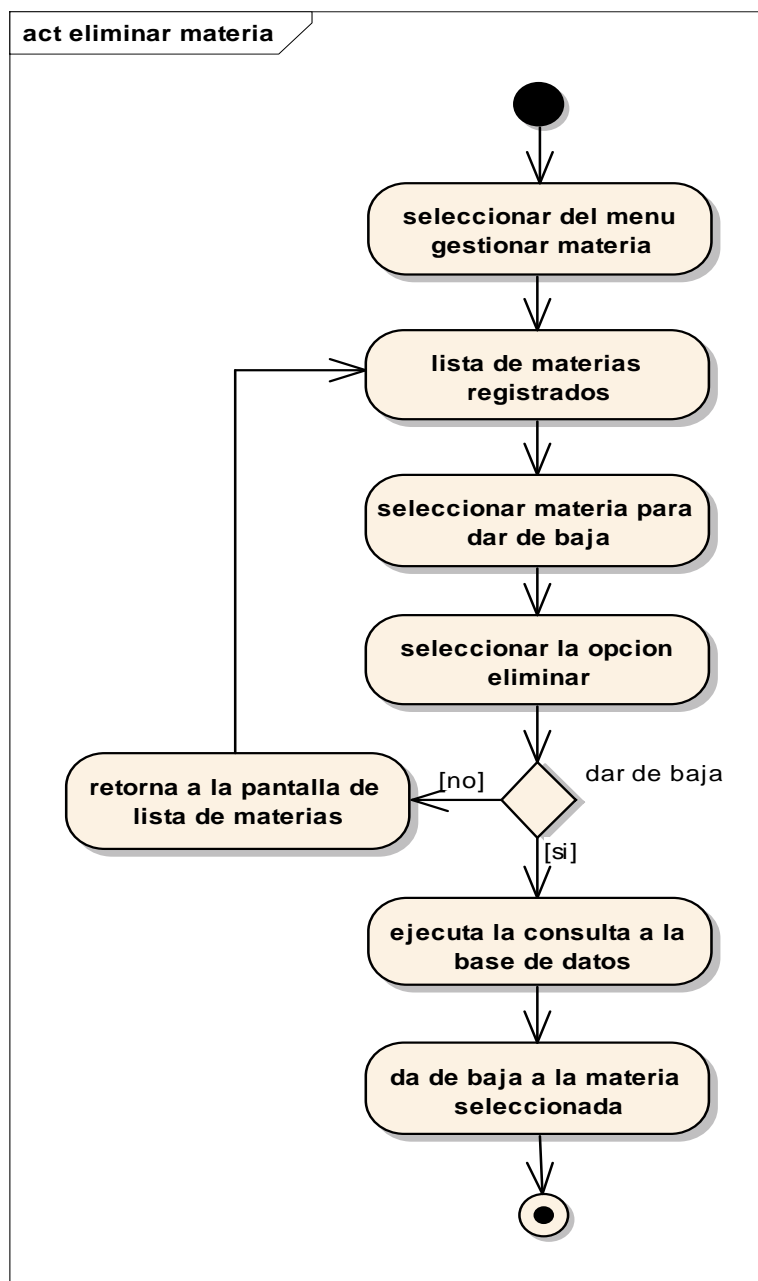 act eliminar materia
seleccionar del menu
gestionar materia
lista de materias
registrados
seleccionar materia para
dar de baja
seleccionar la opcion
eliminar
dar de baja
[no]
retorna a la pantalla de
lista de materias
[si]
ejecuta la consulta a la
base de datos
da de baja a la materia
seleccionada